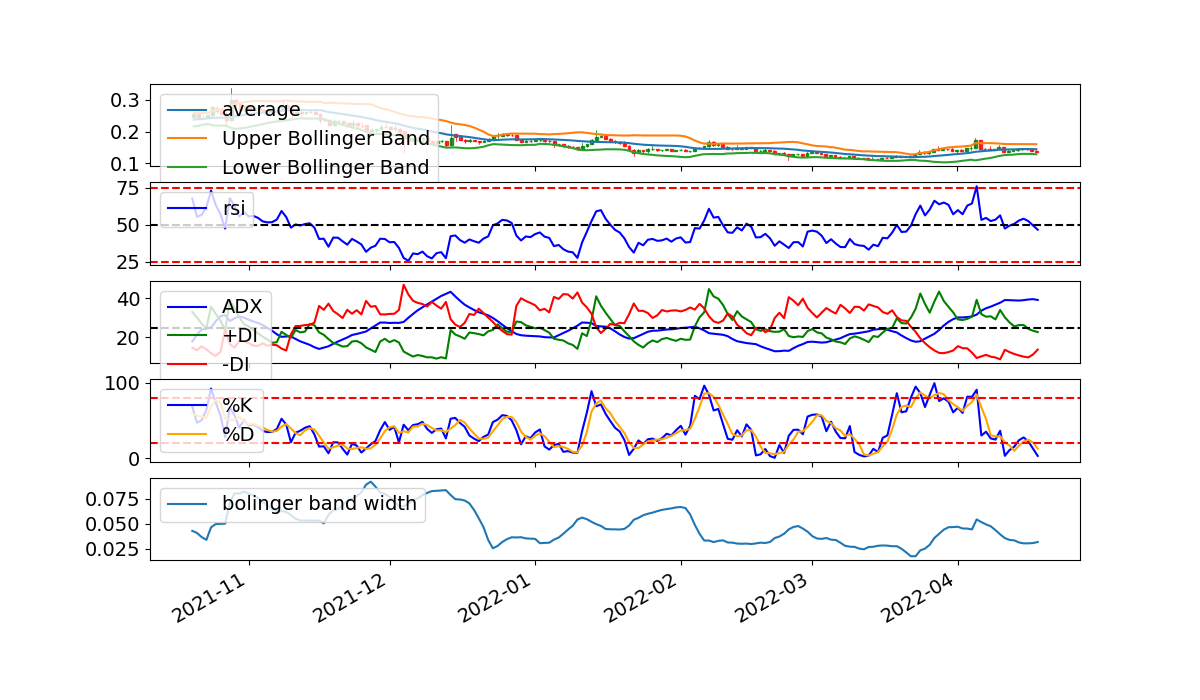 0.3
0.2
0.1
average
Upper Bollinger Band
Lower Bollinger Band
75
50
25
rsi
40
20
ADX
+DI
-DI
100
0
%K
%D
0.075
0.050
0.025
bolinger band width
2021-11
2021-12
2022-01
2022-02
2022-03
2022-04